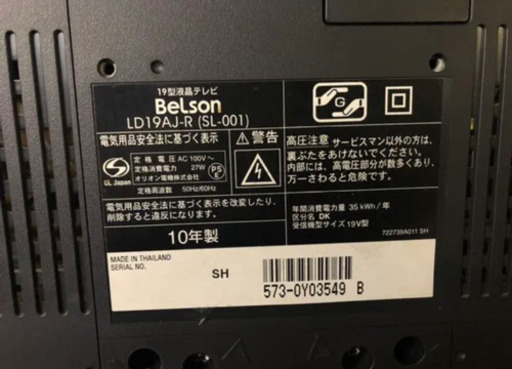 19型液晶テレビ
BeLson
LD19AJ-R (SL-001)
電気用品安全法に基づく表示
UL Japan
定格電圧 AC 100V~
定格消費電力 27W
オリオン電機株式会社
定格周波数 50Hz/60Hz
PSE
電気用品安全法に基づく表示を改変したり、
削除すると違反になります。
10年製
⚠警告
G
高圧注意 サービスマン以外の方は、
裏ぶたをあけないでください。
内部には、高電圧部分が数多くあり、
万一さわると危険です。
年間消費電力量 35 kWh/年
区分名 DK
受信機型サイズ 19V型
722739A011 SH
MADE IN THAILAND
SERIAL NO.
SH
573-0Y03549 B